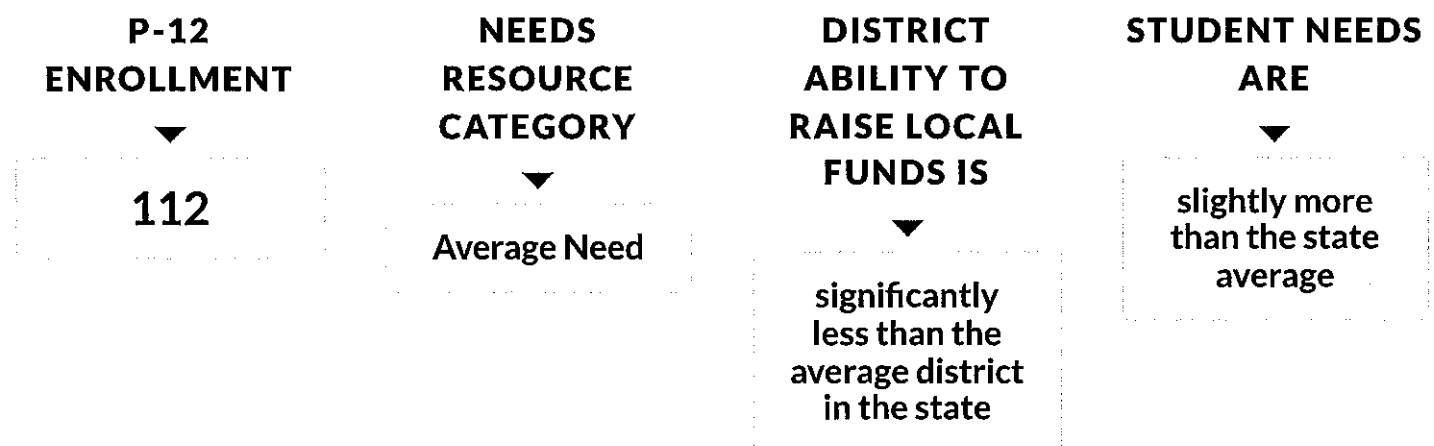 P-12
ENROLLMENT
112
NEEDS
RESOURCE
CATEGORY
Average Need
DISTRICT
ABILITY TO
RAISE LOCAL
FUNDS IS
significantly
less than the
average district
in the state
STUDENT NEEDS
ARE
slightly more
than the state
average